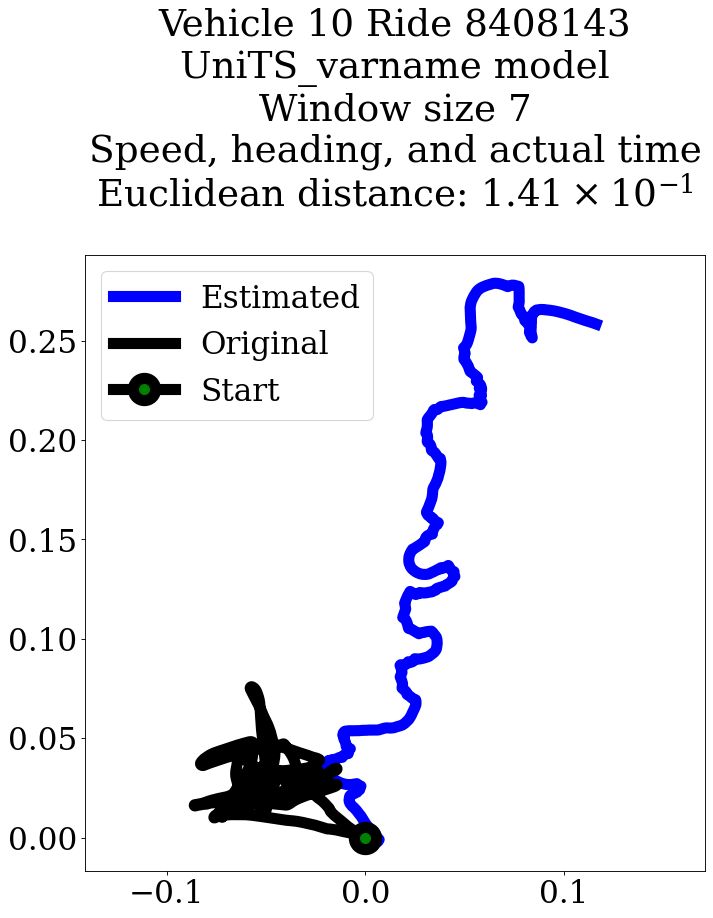 Vehicle 10 Ride 8408143
UniTS_varname model
Window size 7
Speed, heading, and actual time
Euclidean distance: 1.41 × 10⁻¹
Estimated
Original
Start
0.25
0.20
0.15
0.10
0.05
0.00
−0.1
0.0
0.1